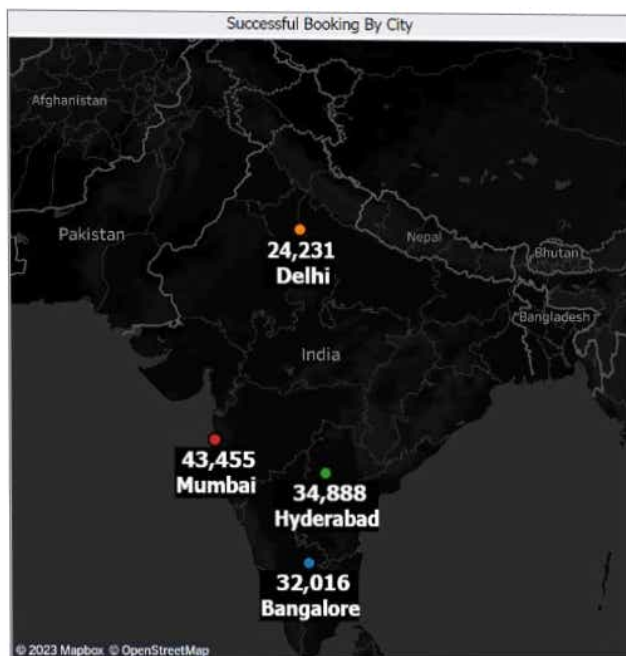 Successful Booking By City
Afghanistan
Pakistan
Nepal
Bhutan
24,231
Delhi
Bangladesh
India
43,455
Mumbai
34,888
Hyderabad
32,016
Bangalore
© 2023 Mapbox © OpenStreetMap